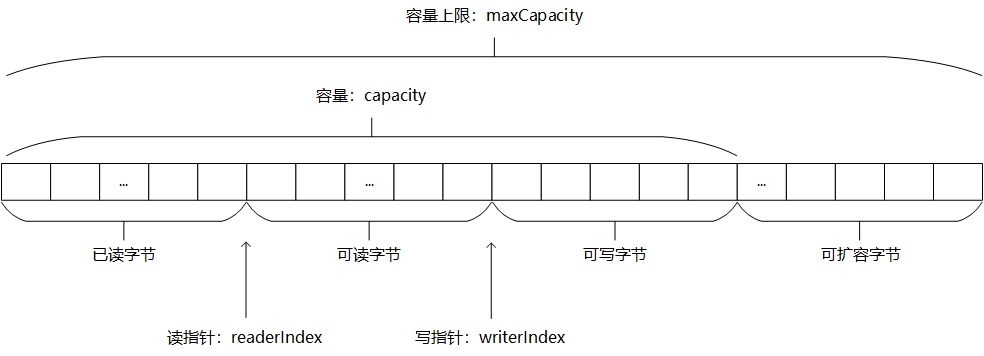 容量上限：maxCapacity
容量：capacity
... ... ...
已读字节 可读字节 可写字节 可扩容字节
读指针：readerIndex 写指针：writerIndex